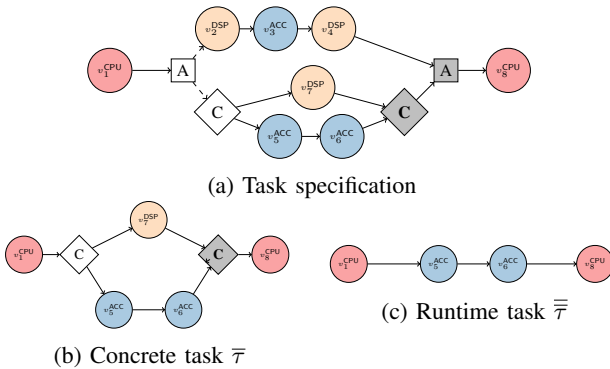 v₂ᴰˢᴾ v₃ᴬᶜᶜ v₄ᴰˢᴾ
v₁ᶜᴾᵁ A A v₈ᶜᴾᵁ
v₇ᴰˢᴾ
C C
v₅ᴬᶜᶜ v₆ᴬᶜᶜ
(a) Task specification
v₇ᴰˢᴾ
v₁ᶜᴾᵁ C C v₈ᶜᴾᵁ
v₅ᴬᶜᶜ v₆ᴬᶜᶜ
(b) Concrete task τ̅
v₁ᶜᴾᵁ v₅ᴬᶜᶜ v₆ᴬᶜᶜ v₈ᶜᴾᵁ
(c) Runtime task τ̿